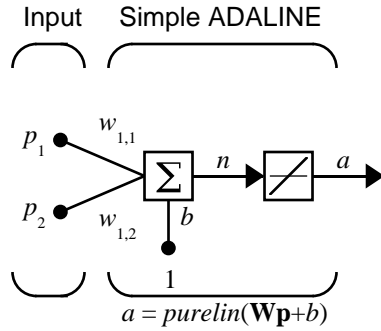 Input Simple ADALINE
p1 w1,1 n a
Σ
p2 w1,2 b
1
a = purelin(Wp+b)